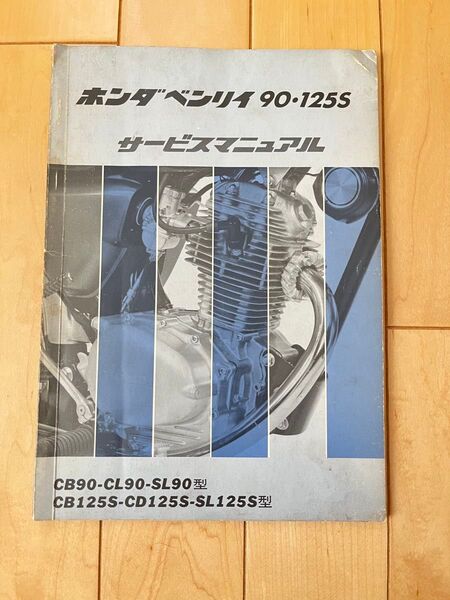 ホンダベンリイ 90・125S
サービスマニュアル
CB90-CL90-SL90型
CB125S-CD125S-SL125S型